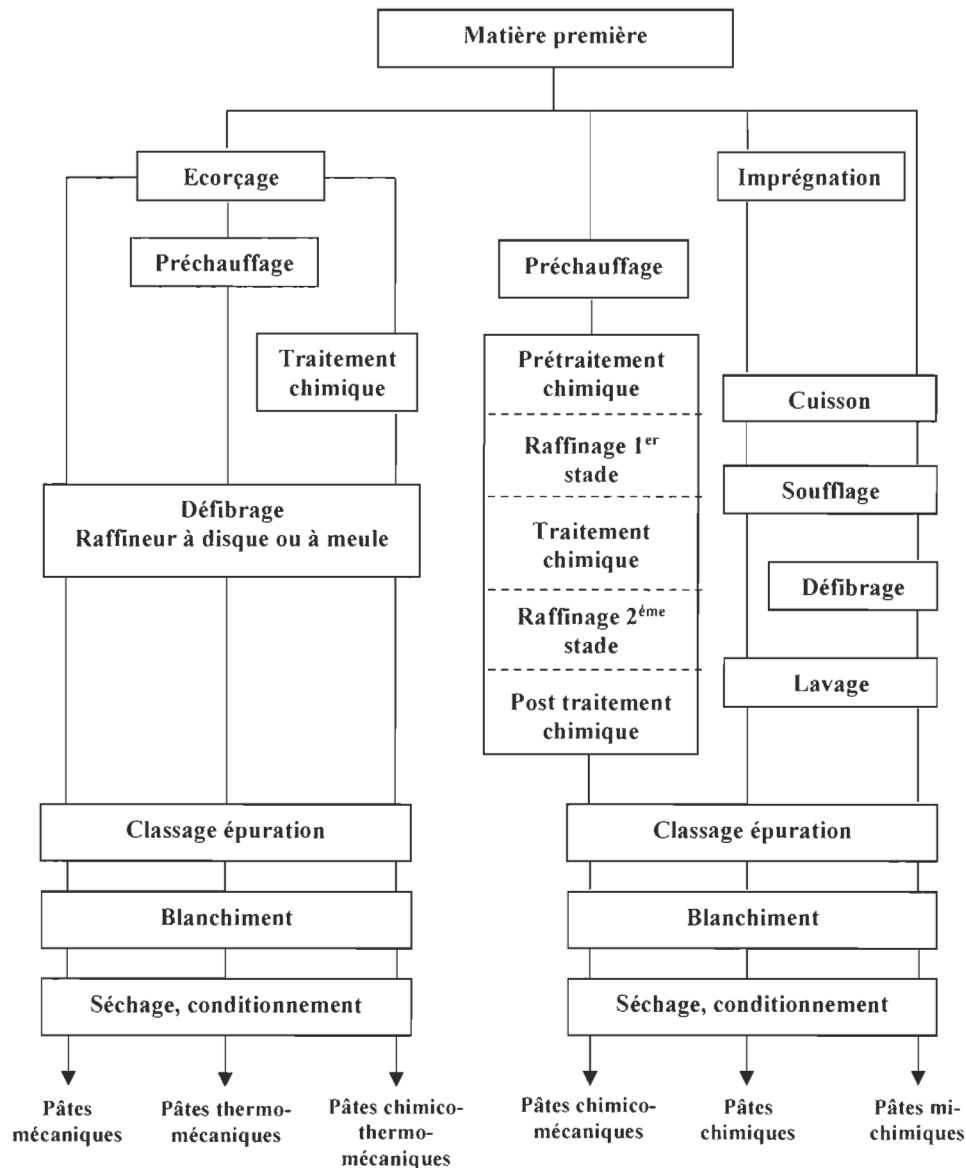 Matière première
Ecorçage
Imprégnation
Préchauffage
Préchauffage
Traitement
chimique
Prétraitement
chimique
Cuisson
Raffinage 1er
stade
Soufflage
Défibrage
Raffineur à disque ou à meule
Traitement
chimique
Défibrage
Raffinage 2éme
stade
Lavage
Post traitement
chimique
Classage épuration
Classage épuration
Blanchiment
Blanchiment
Séchage, conditionnement
Séchage, conditionnement
Pâtes
mécaniques
Pâtes thermo-
mécaniques
Pâtes chimico-
thermo-
mécaniques
Pâtes chimico-
mécaniques
Pâtes
chimiques
Pâtes mi-
chimiques